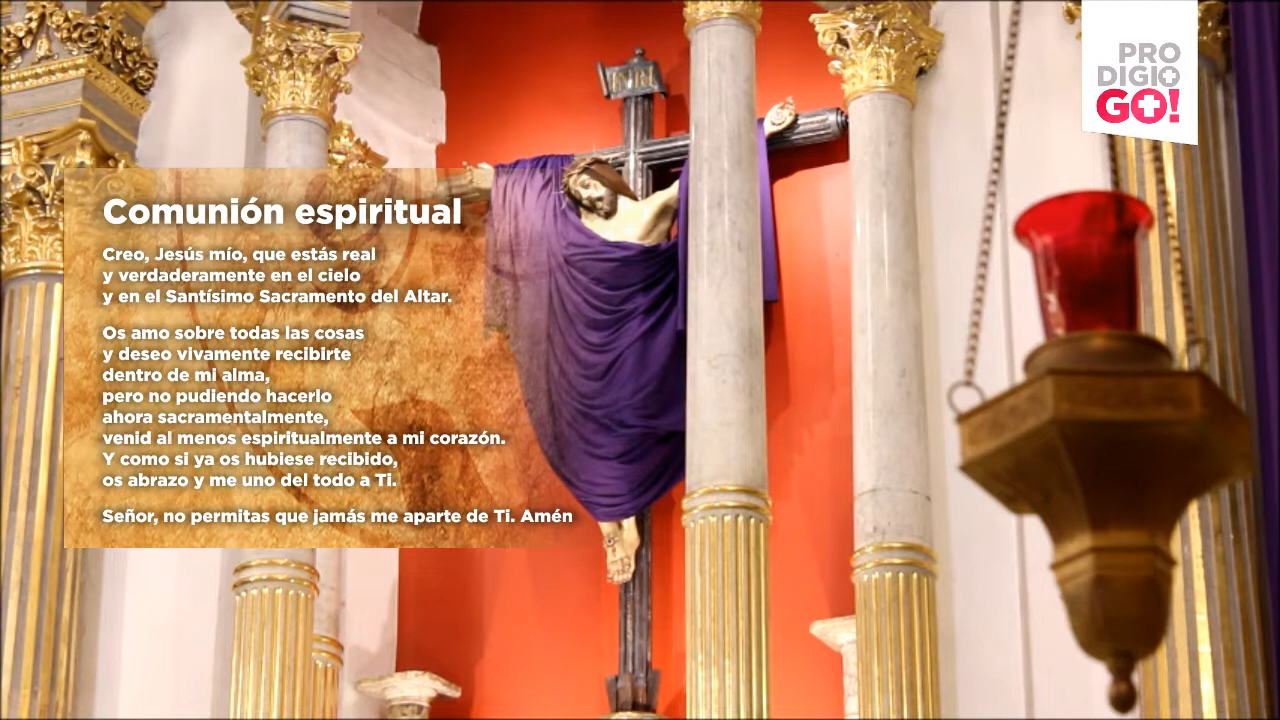 PRO
DIGIO
GO!
INRI
Comunión espiritual
Creo, Jesús mío, que estás real
y verdaderamente en el cielo
y en el Santísimo Sacramento del Altar.
Os amo sobre todas las cosas
y deseo vivamente recibirte
dentro de mi alma,
pero no pudiendo hacerlo
ahora sacramentalmente,
venid al menos espiritualmente a mi corazón.
Y como si ya os hubiese recibido,
os abrazo y me uno del todo a Ti.
Señor, no permitas que jamás me aparte de Ti. Amén